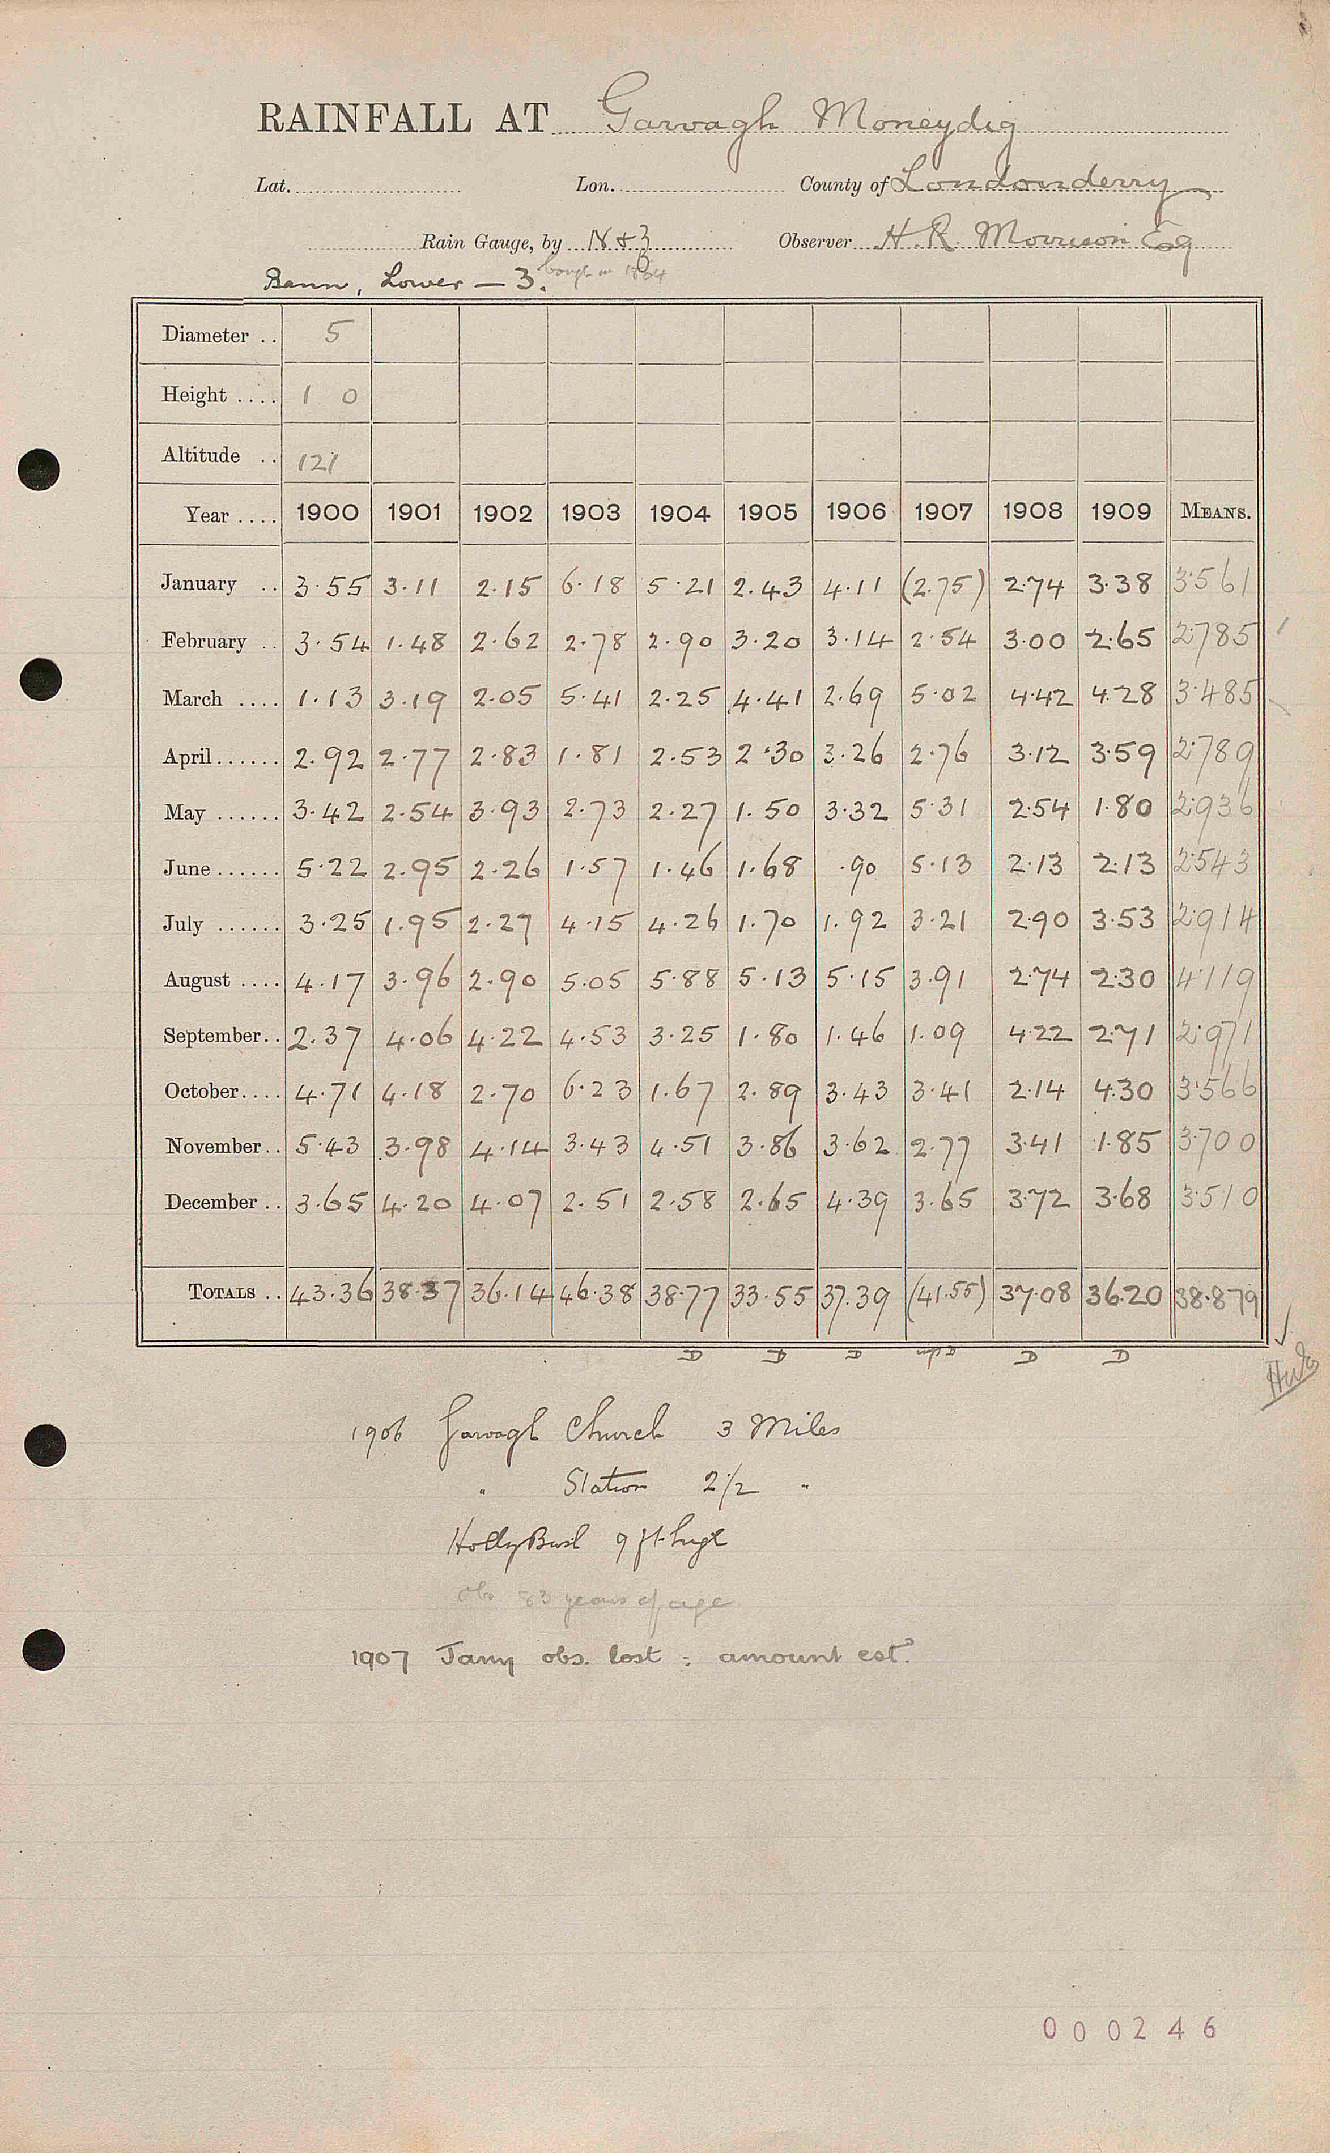 RAINFALL AT Garvagh Moneydig
Lat. Lon. County of Londonderry
Rain Gauge, by N & Z Observer H. R. Morrison Esq
Bann, Lower — 3.
Diameter .. 5
Height .... 1 0
Altitude .. 121
Year .... 1900 1901 1902 1903 1904 1905 1906 1907 1908 1909 MEANS.
January .. 3.55 3.11 2.15 6.18 5.21 2.43 4.11 (2.75) 2.74 3.38 3.561
February .. 3.54 1.48 2.62 2.78 2.90 3.20 3.14 2.54 3.00 2.65 2.785
March .... 1.13 3.19 2.05 5.41 2.25 4.41 2.69 5.02 4.42 4.28 3.485
April ...... 2.92 2.77 2.83 1.81 2.53 2.30 3.26 2.76 3.12 3.59 2.789
May ...... 3.42 2.54 3.93 2.73 2.27 1.50 3.32 5.31 2.54 1.80 2.936
June ...... 5.22 2.95 2.26 1.57 1.46 1.68 .90 5.13 2.13 2.13 2.543
July ...... 3.25 1.95 2.27 4.15 4.26 1.70 1.92 3.21 2.90 3.53 2.914
August .... 4.17 3.96 2.90 5.05 5.88 5.13 5.15 3.91 2.74 2.30 4.119
September .. 2.37 4.06 4.22 4.53 3.25 1.80 1.46 1.09 4.22 2.71 2.971
October .... 4.71 4.18 2.70 6.23 1.67 2.89 3.43 3.41 2.14 4.30 3.566
November .. 5.43 3.98 4.14 3.43 4.51 3.86 3.62 2.77 3.41 1.85 3.700
December .. 3.65 4.20 4.07 2.51 2.58 2.65 4.39 3.65 3.72 3.68 3.510
TOTALS .. 43.36 38.37 36.14 46.38 38.77 33.55 37.39 (41.55) 37.08 36.20 38.879
D D D D D D
1906 Garvagh Church 3 Miles
" Station 2½ "
Holly Bush 9 ft high
obs 83 years of age
1907 Jany obs. lost : amount est.d
000246